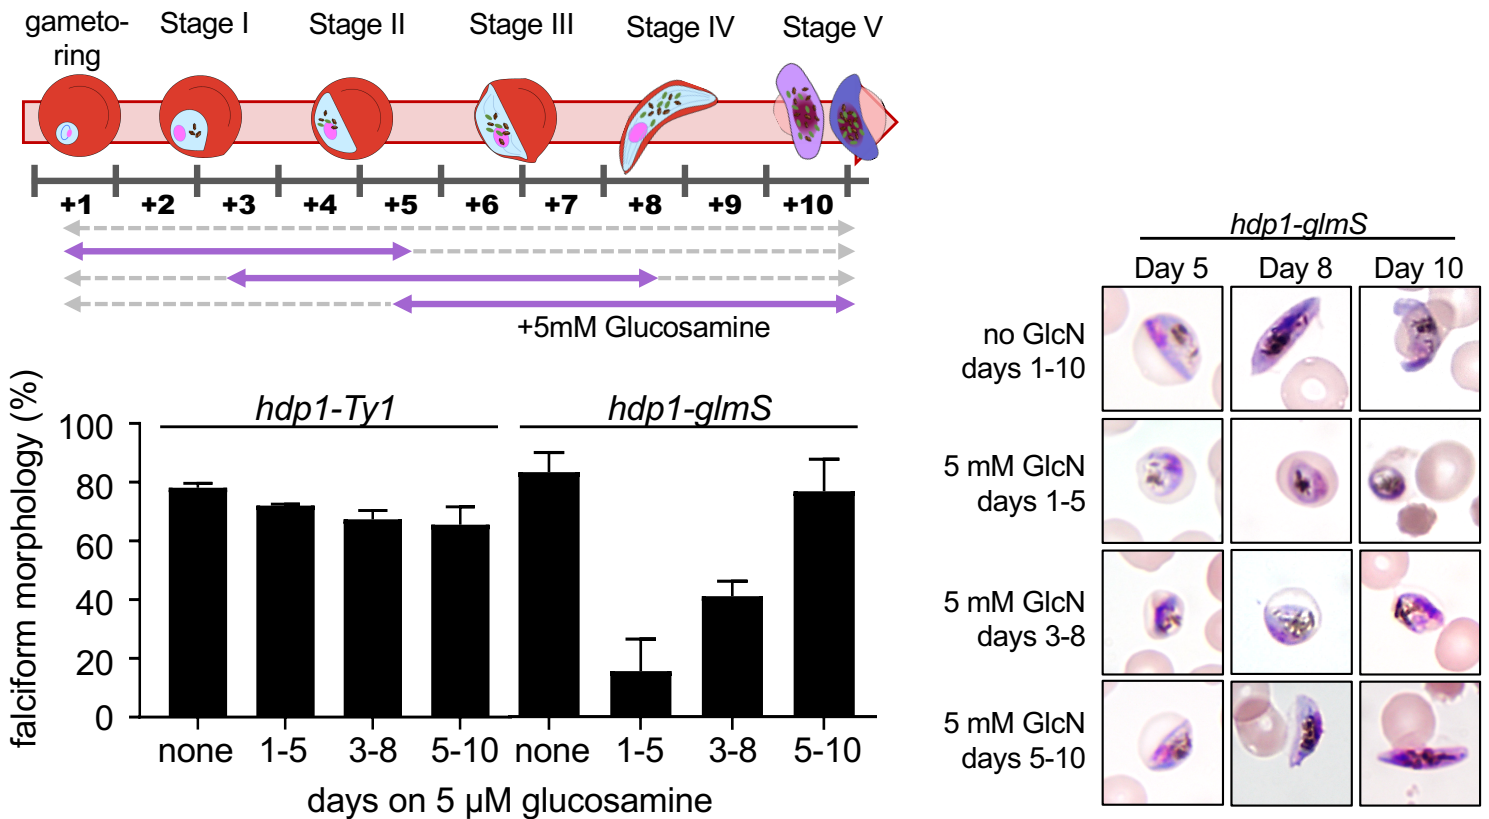 gameto-
ring
Stage I
Stage II
Stage III
Stage IV
Stage V
+1 +2 +3 +4 +5 +6 +7 +8 +9 +10
+5mM Glucosamine
falciform morphology (%)
hdp1-Ty1
hdp1-glmS
100
80
60
40
20
0
none 1-5 3-8 5-10 none 1-5 3-8 5-10
days on 5 µM glucosamine
hdp1-glmS
Day 5 Day 8 Day 10
no GlcN
days 1-10
5 mM GlcN
days 1-5
5 mM GlcN
days 3-8
5 mM GlcN
days 5-10